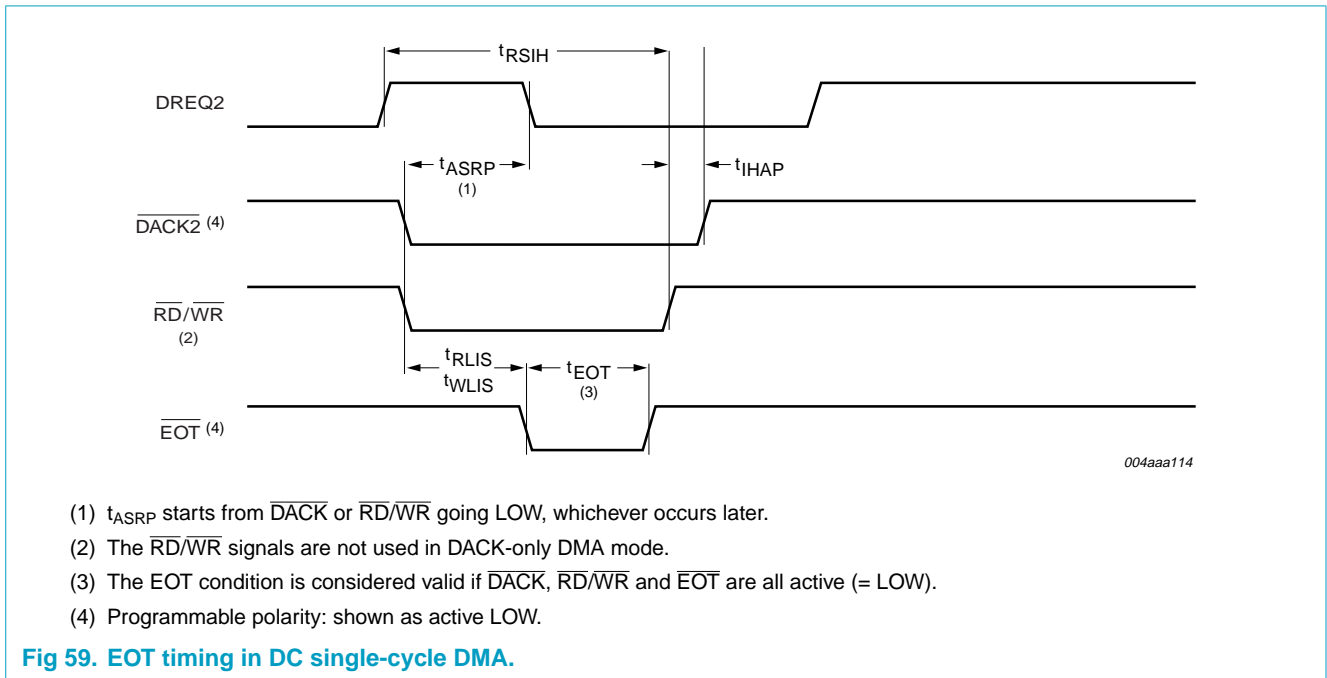 tRSIH
DREQ2
tASRP
(1)
tIHAP
DACK2 (4)
RD/WR
(2)
tRLIS
tWLIS
tEOT
(3)
EOT (4)
004aaa114
(1) tASRP starts from DACK or RD/WR going LOW, whichever occurs later.
(2) The RD/WR signals are not used in DACK-only DMA mode.
(3) The EOT condition is considered valid if DACK, RD/WR and EOT are all active (= LOW).
(4) Programmable polarity: shown as active LOW.
Fig 59. EOT timing in DC single-cycle DMA.